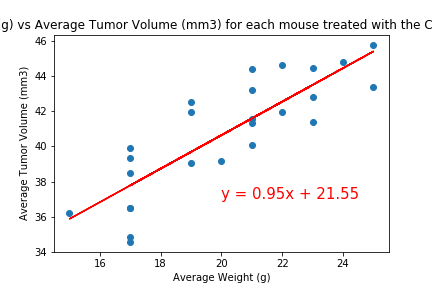 (g) vs Average Tumor Volume (mm3) for each mouse treated with the C
46
44
42
40
38
36
34
Average Tumor Volume (mm3)
y = 0.95x + 21.55
16 18 20 22 24
Average Weight (g)